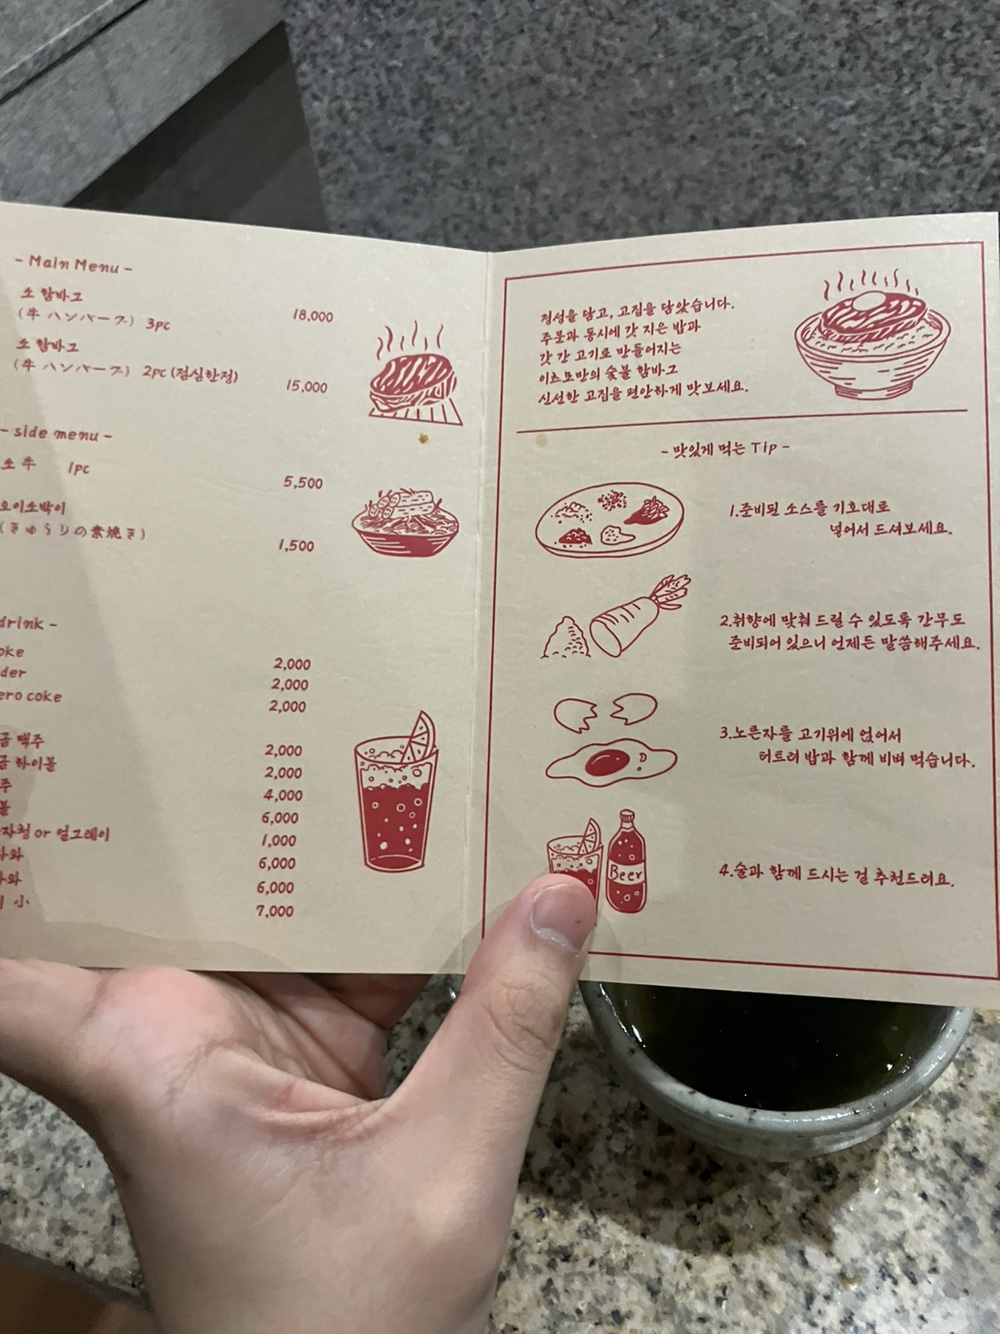 - Main Menu -
소 함바그
(牛 ハンバーグ) 3pc 18,000
소 함바그
(牛 ハンバーグ) 2pc (점심한정) 15,000
- side menu -
소 牛 1pc 5,500
오이소박이
(きゅうりの素焼き) 1,500
drink -
oke 2,000
der 2,000
ero coke 2,000
맥주 2,000
하이볼 2,000
주 4,000
볼 6,000
자청 or 얼그레이 1,000
와 6,000
와 6,000
小 7,000
정성을 담고, 고집을 담았습니다.
주문과 동시에 갓 지은 밥과
갓 간 고기로 만들어지는
이츠모만의 숯불 함바그
신선한 고집을 편안하게 맛보세요.
- 맛있게 먹는 Tip -
1.준비된 소스를 기호대로
넣어서 드셔보세요.
2.취향에 맞춰 드릴 수 있도록 간무도
준비되어 있으니 언제든 말씀해주세요.
3.노른자를 고기위에 얹어서
터트려 밥과 함께 비벼 먹습니다.
Beer
4.술과 함께 드시는 걸 추천드려요.